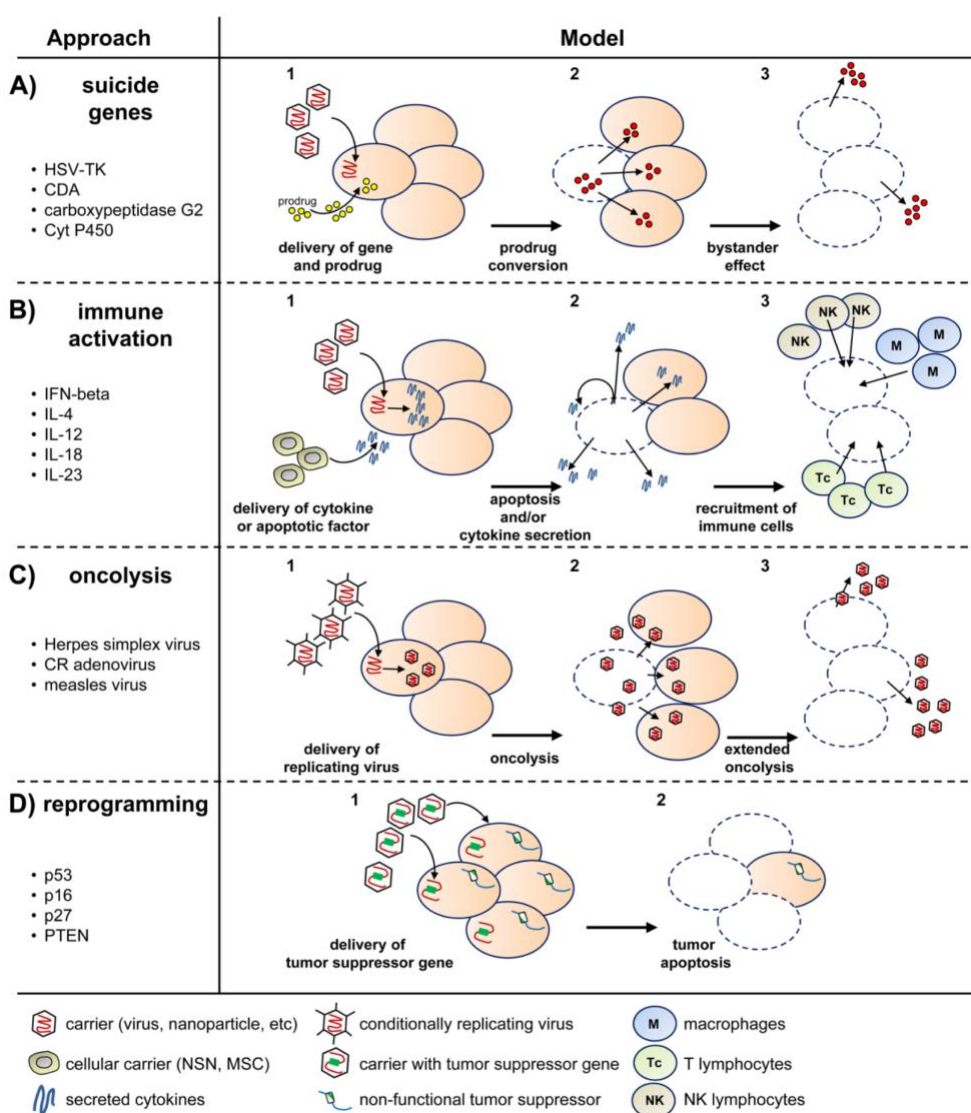 Approach
Model
A) suicide
genes
• HSV-TK
• CDA
• carboxypeptidase G2
• Cyt P450
1
2
3
prodrug
delivery of gene
and prodrug
prodrug
conversion
bystander
effect
B) immune
activation
• IFN-beta
• IL-4
• IL-12
• IL-18
• IL-23
1
2
3
NK
NK
NK
M
M
M
Tc
Tc
Tc
delivery of cytokine
or apoptotic factor
apoptosis
and/or
cytokine secretion
recruitment of
immune cells
C) oncolysis
• Herpes simplex virus
• CR adenovirus
• measles virus
1
2
3
delivery of
replicating virus
oncolysis
extended
oncolysis
D) reprogramming
• p53
• p16
• p27
• PTEN
1
2
delivery of
tumor suppressor gene
tumor
apoptosis
carrier (virus, nanoparticle, etc)
conditionally replicating virus
M macrophages
cellular carrier (NSN, MSC)
carrier with tumor suppressor gene
Tc T lymphocytes
secreted cytokines
non-functional tumor suppressor
NK NK lymphocytes